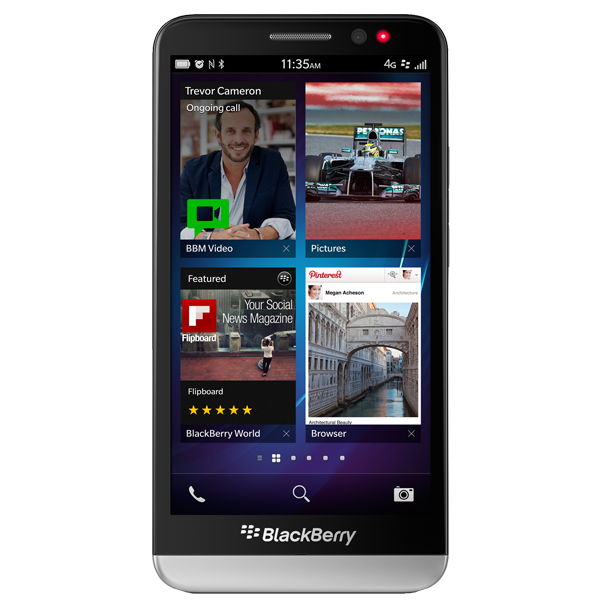 11:35AM
4G
Trevor Cameron
Ongoing call
BBM Video
PETRONAS
Pictures
Featured
Your Social
News Magazine
Flipboard
Flipboard
BlackBerry World
Pinterest
Megan Acheson
Architecture
Architectural Beauty
Browser
BlackBerry